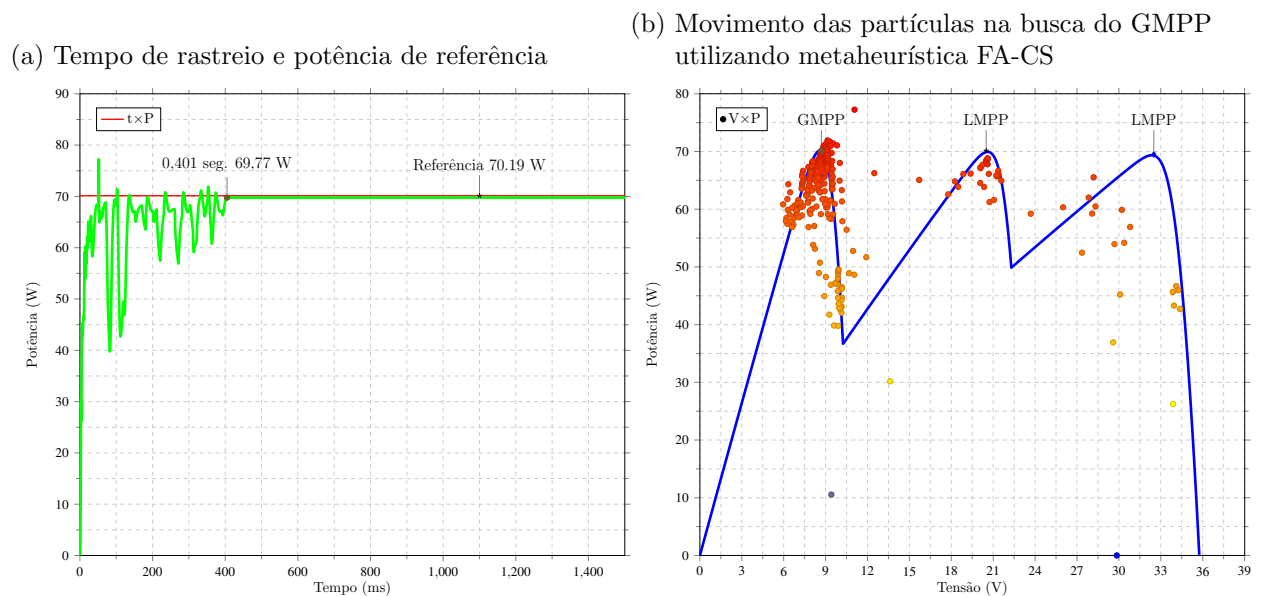 (a) Tempo de rastreio e potência de referência
90
80
70
60
50
40
30
20
10
0
Potência (W)
t×P
0,401 seg. 69,77 W
Referência 70.19 W
0 200 400 600 800 1,000 1,200 1,400
Tempo (ms)
(b) Movimento das partículas na busca do GMPP
utilizando metaheurística FA-CS
80
70
60
50
40
30
20
10
0
Potência (W)
V×P
GMPP LMPP LMPP
0 3 6 9 12 15 18 21 24 27 30 33 36 39
Tensão (V)